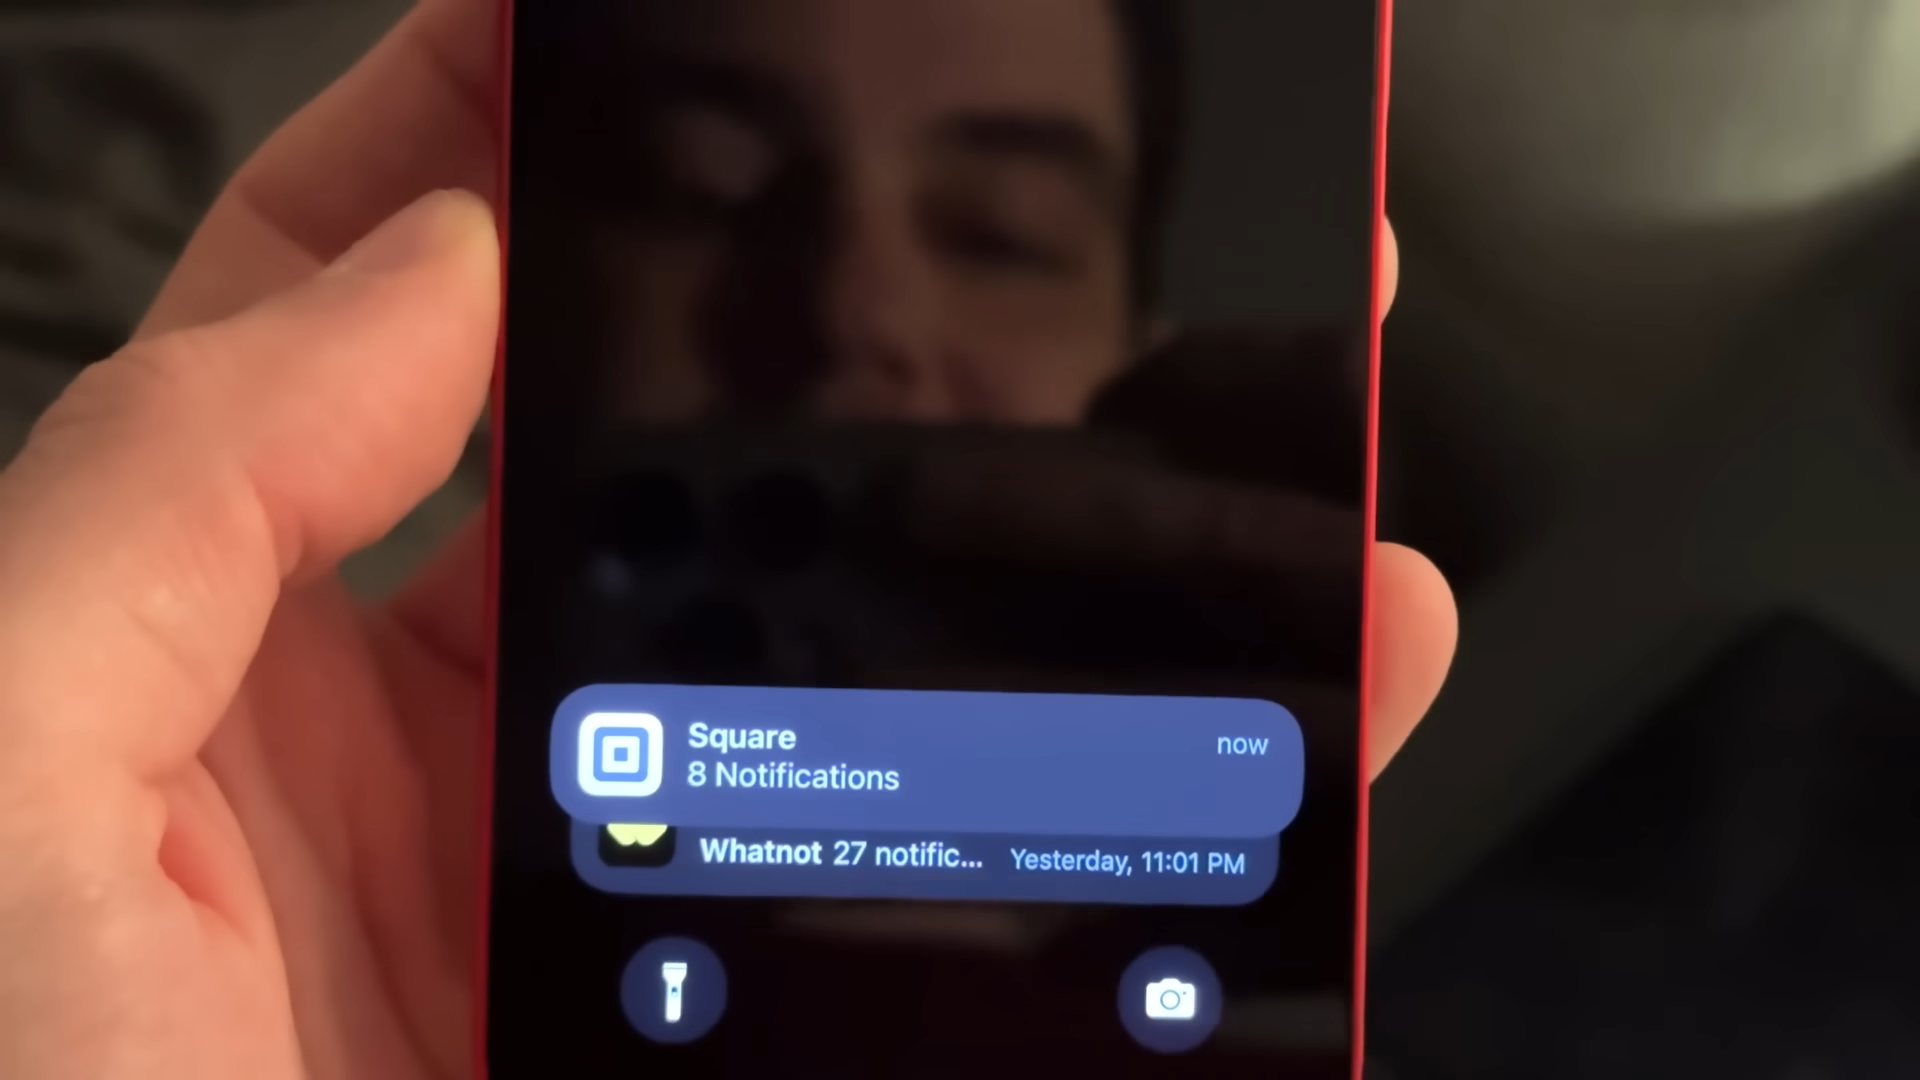 Square
now
8 Notifications
Whatnot 27 notific... Yesterday, 11:01 PM